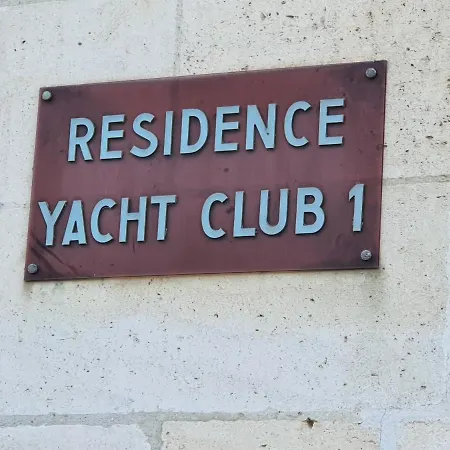 RESIDENCE
YACHT CLUB 1